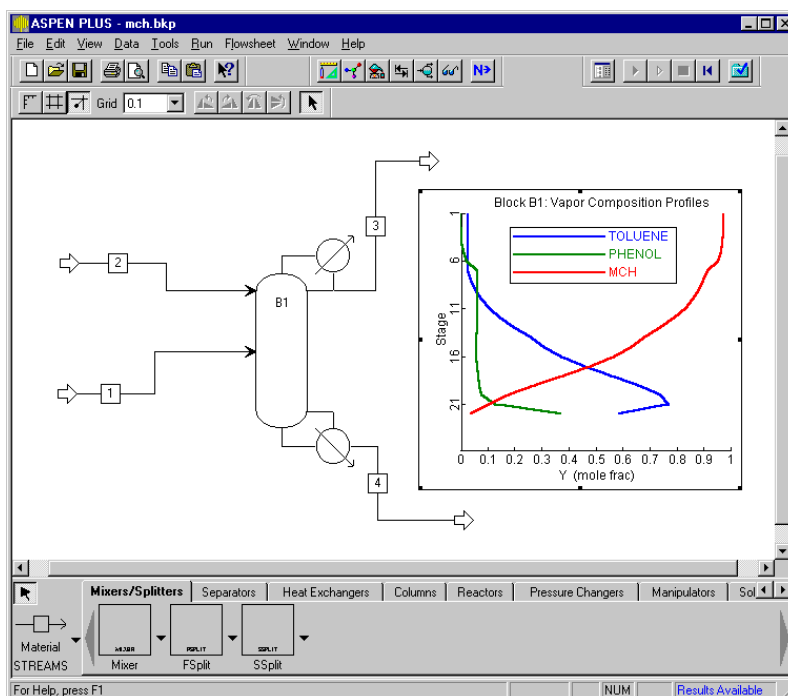 ASPEN PLUS - mch.bkp
File Edit View Data Tools Run Flowsheet Window Help
N
Grid 0.1
3
2
B1
1
4
Block B1: Vapor Composition Profiles
TOLUENE
PHENOL
MCH
Stage
1
6
11
16
21
0 0.1 0.2 0.3 0.4 0.5 0.6 0.7 0.8 0.9 1
Y (mole frac)
Mixers/Splitters Separators Heat Exchangers Columns Reactors Pressure Changers Manipulators Sol
Material
STREAMS
MIXER
FSPLIT
SSPLIT
Mixer FSplit SSplit
For Help, press F1 NUM Results Available